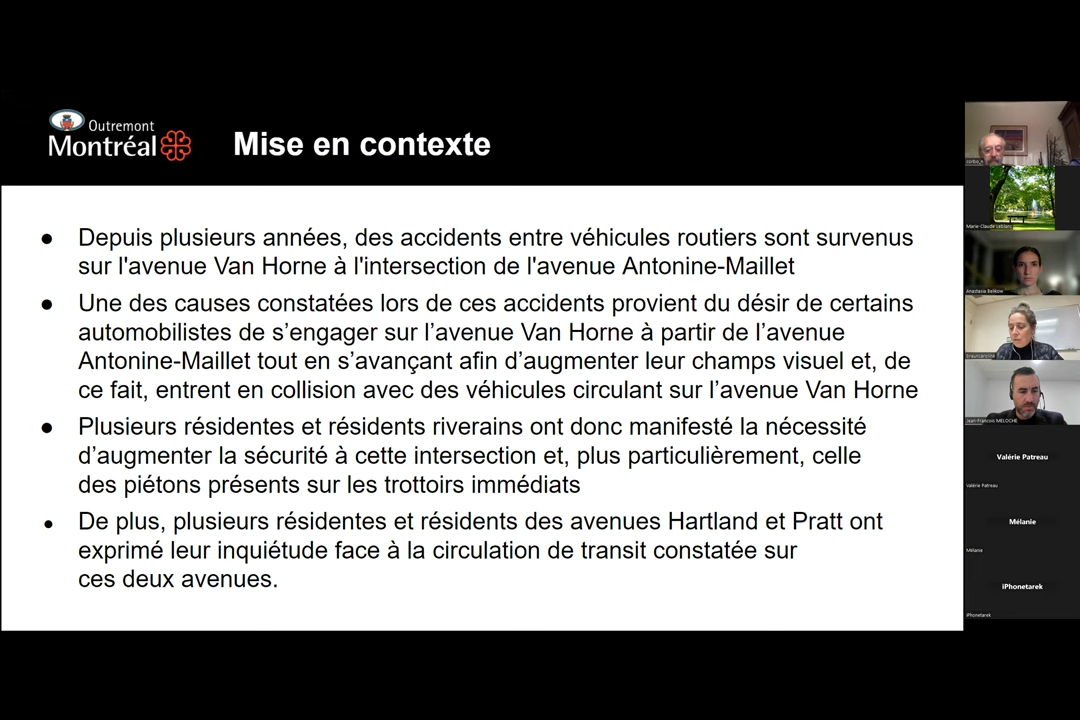 Outremont
Montréal
Mise en contexte
● Depuis plusieurs années, des accidents entre véhicules routiers sont survenus
sur l'avenue Van Horne à l'intersection de l'avenue Antonine-Maillet
● Une des causes constatées lors de ces accidents provient du désir de certains
automobilistes de s’engager sur l’avenue Van Horne à partir de l’avenue
Antonine-Maillet tout en s’avançant afin d’augmenter leur champs visuel et, de
ce fait, entrent en collision avec des véhicules circulant sur l’avenue Van Horne
● Plusieurs résidentes et résidents riverains ont donc manifesté la nécessité
d’augmenter la sécurité à cette intersection et, plus particulièrement, celle
des piétons présents sur les trottoirs immédiats
● De plus, plusieurs résidentes et résidents des avenues Hartland et Pratt ont
exprimé leur inquiétude face à la circulation de transit constatée sur
ces deux avenues.
Marie-Claude Leblanc
Anastasia Belikow
Jean-François MELOCHE
Valérie Patreau
Valérie Patreau
Mélanie
Mélanie
iPhonetarek
iPhonetarek